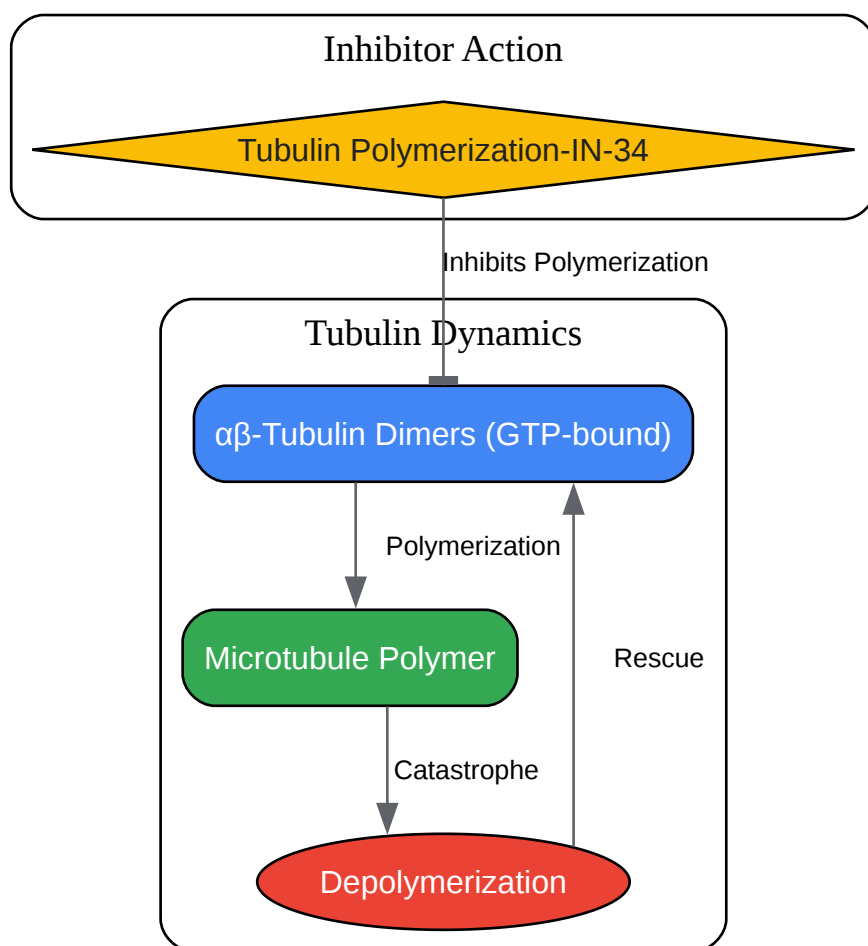 Inhibitor Action
Tubulin Polymerization-IN-34
Inhibits Polymerization
Tubulin Dynamics
αβ-Tubulin Dimers (GTP-bound)
Polymerization
Microtubule Polymer
Rescue
Catastrophe
Depolymerization